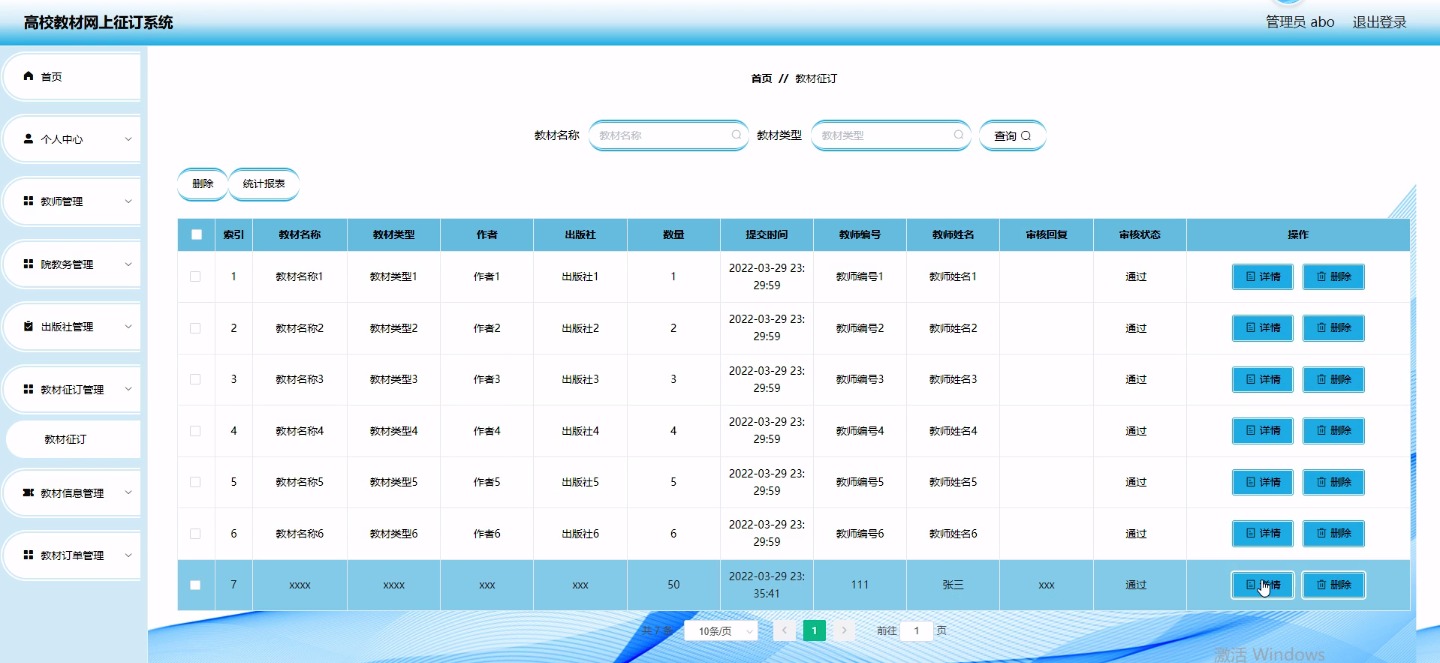 高校教材网上征订系统
管理员 abo 退出登录
首页
个人中心
教师管理
院教务管理
出版社管理
教材征订管理
教材征订
教材信息管理
教材订单管理
首页 // 教材征订
教材名称 教材名称 教材类型 教材类型 查询
删除 统计报表
索引 教材名称 教材类型 作者 出版社 数量 提交时间 教师编号 教师姓名 审核回复 审核状态 操作
1 教材名称1 教材类型1 作者1 出版社1 1 2022-03-29 23:29:59 教师编号1 教师姓名1 通过 详情 删除
2 教材名称2 教材类型2 作者2 出版社2 2 2022-03-29 23:29:59 教师编号2 教师姓名2 通过 详情 删除
3 教材名称3 教材类型3 作者3 出版社3 3 2022-03-29 23:29:59 教师编号3 教师姓名3 通过 详情 删除
4 教材名称4 教材类型4 作者4 出版社4 4 2022-03-29 23:29:59 教师编号4 教师姓名4 通过 详情 删除
5 教材名称5 教材类型5 作者5 出版社5 5 2022-03-29 23:29:59 教师编号5 教师姓名5 通过 详情 删除
6 教材名称6 教材类型6 作者6 出版社6 6 2022-03-29 23:29:59 教师编号6 教师姓名6 通过 详情 删除
7 xxxx xxxx xxx xxx 50 2022-03-29 23:35:41 111 张三 xxx 通过 详情 删除
共 7 条 10条/页 1 前往 1 页
激活 Windows